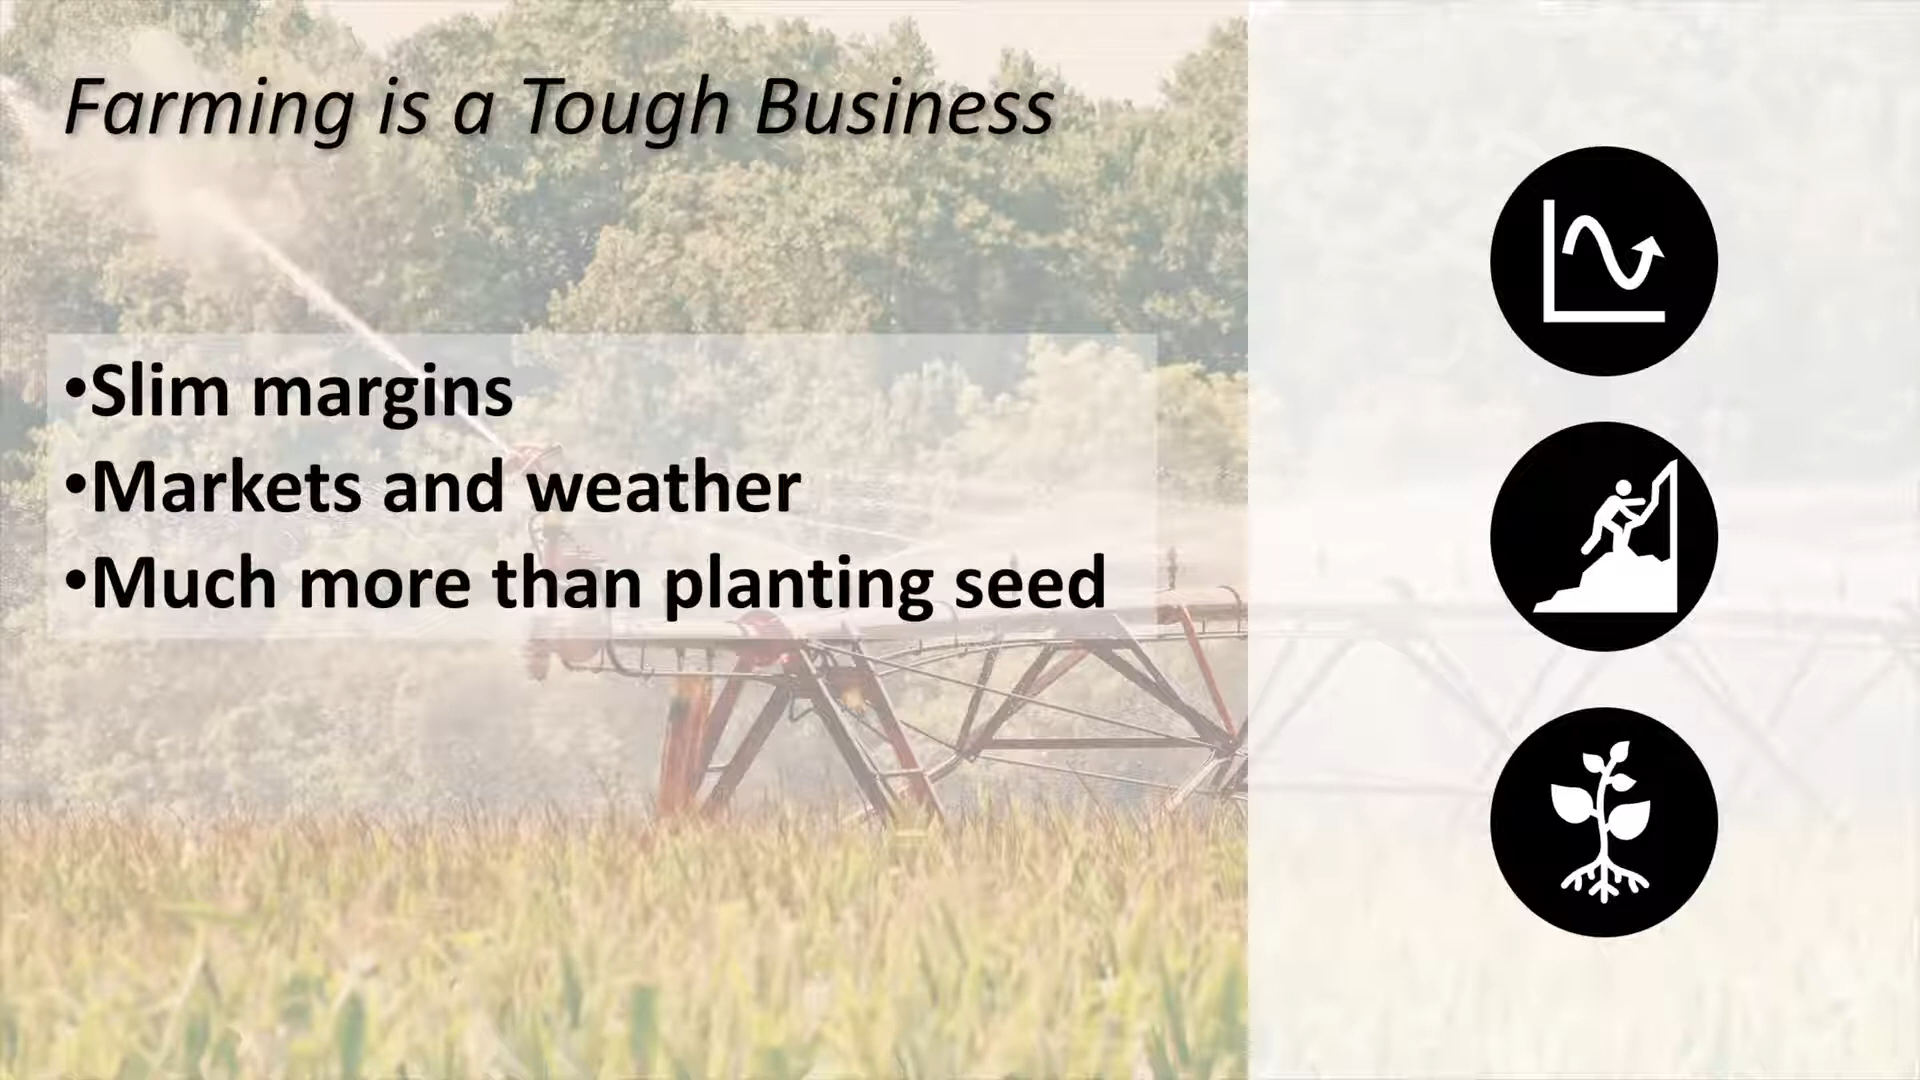 Farming is a Tough Business
•Slim margins
•Markets and weather
•Much more than planting seed